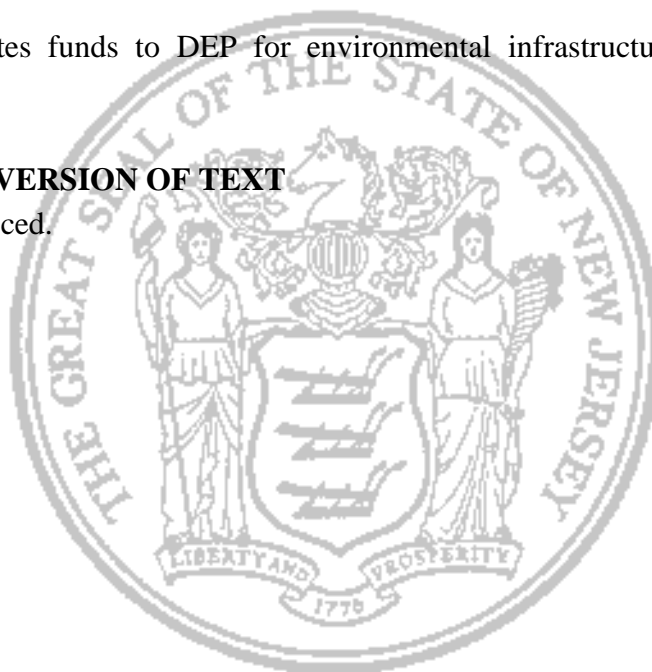 tes funds to DEP for environmental infrastructu
VERSION OF TEXT
ced.
THE GREAT SEAL OF THE STATE OF NEW JERSEY
LIBERTY AND
PROSPERITY
1776